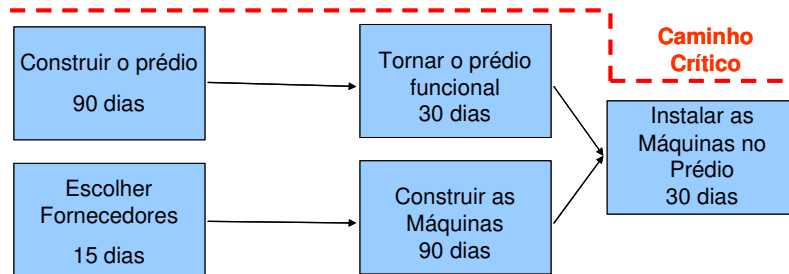 Caminho
Crítico
Construir o prédio
90 dias
Tornar o prédio
funcional
30 dias
Instalar as
Máquinas no
Prédio
30 dias
Escolher
Fornecedores
15 dias
Construir as
Máquinas
90 dias